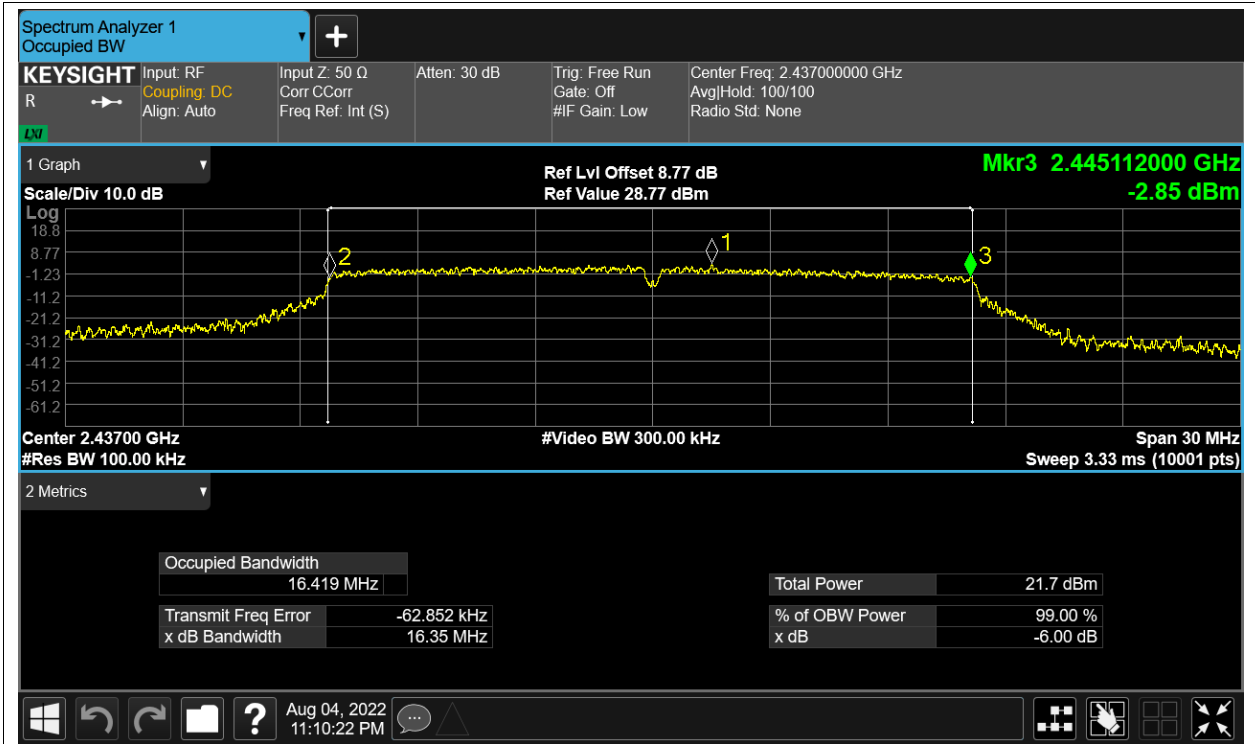 Spectrum Analyzer 1
Occupied BW
▼
+
KEYSIGHT Input: RF Input Z: 50 Ω Atten: 30 dB Trig: Free Run Center Freq: 2.437000000 GHz
R Coupling: DC Corr CCorr Gate: Off Avg|Hold: 100/100
Align: Auto Freq Ref: Int (S) #IF Gain: Low Radio Std: None
LXI
1 Graph ▼ Ref Lvl Offset 8.77 dB Mkr3 2.445112000 GHz
Scale/Div 10.0 dB Ref Value 28.77 dBm -2.85 dBm
Log
18.8
8.77
-1.23
-11.2
-21.2
-31.2
-41.2
-51.2
-61.2
2
1
3
Center 2.43700 GHz #Video BW 300.00 kHz Span 30 MHz
#Res BW 100.00 kHz Sweep 3.33 ms (10001 pts)
2 Metrics ▼
Occupied Bandwidth
16.419 MHz Total Power 21.7 dBm
Transmit Freq Error -62.852 kHz % of OBW Power 99.00 %
x dB Bandwidth 16.35 MHz x dB -6.00 dB
? Aug 04, 2022
11:10:22 PM